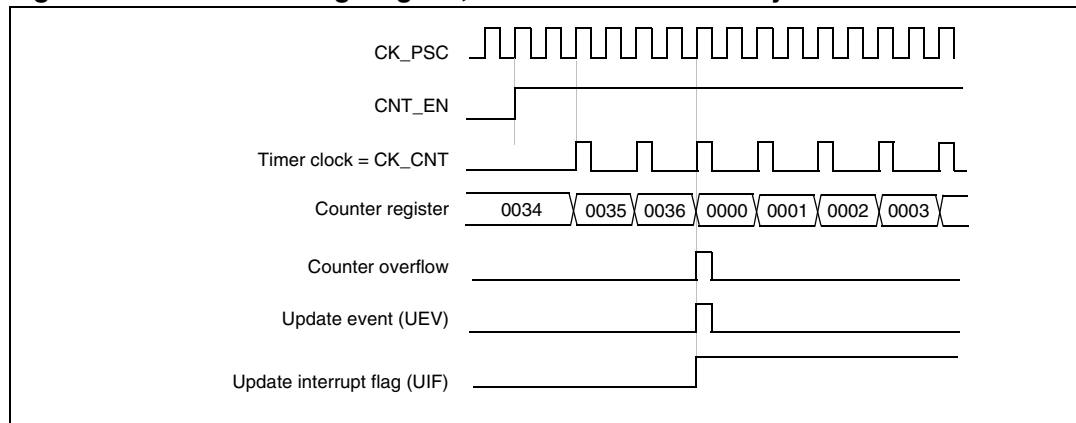 CK_PSC
CNT_EN
Timer clock = CK_CNT
Counter register 0034 0035 0036 0000 0001 0002 0003
Counter overflow
Update event (UEV)
Update interrupt flag (UIF)